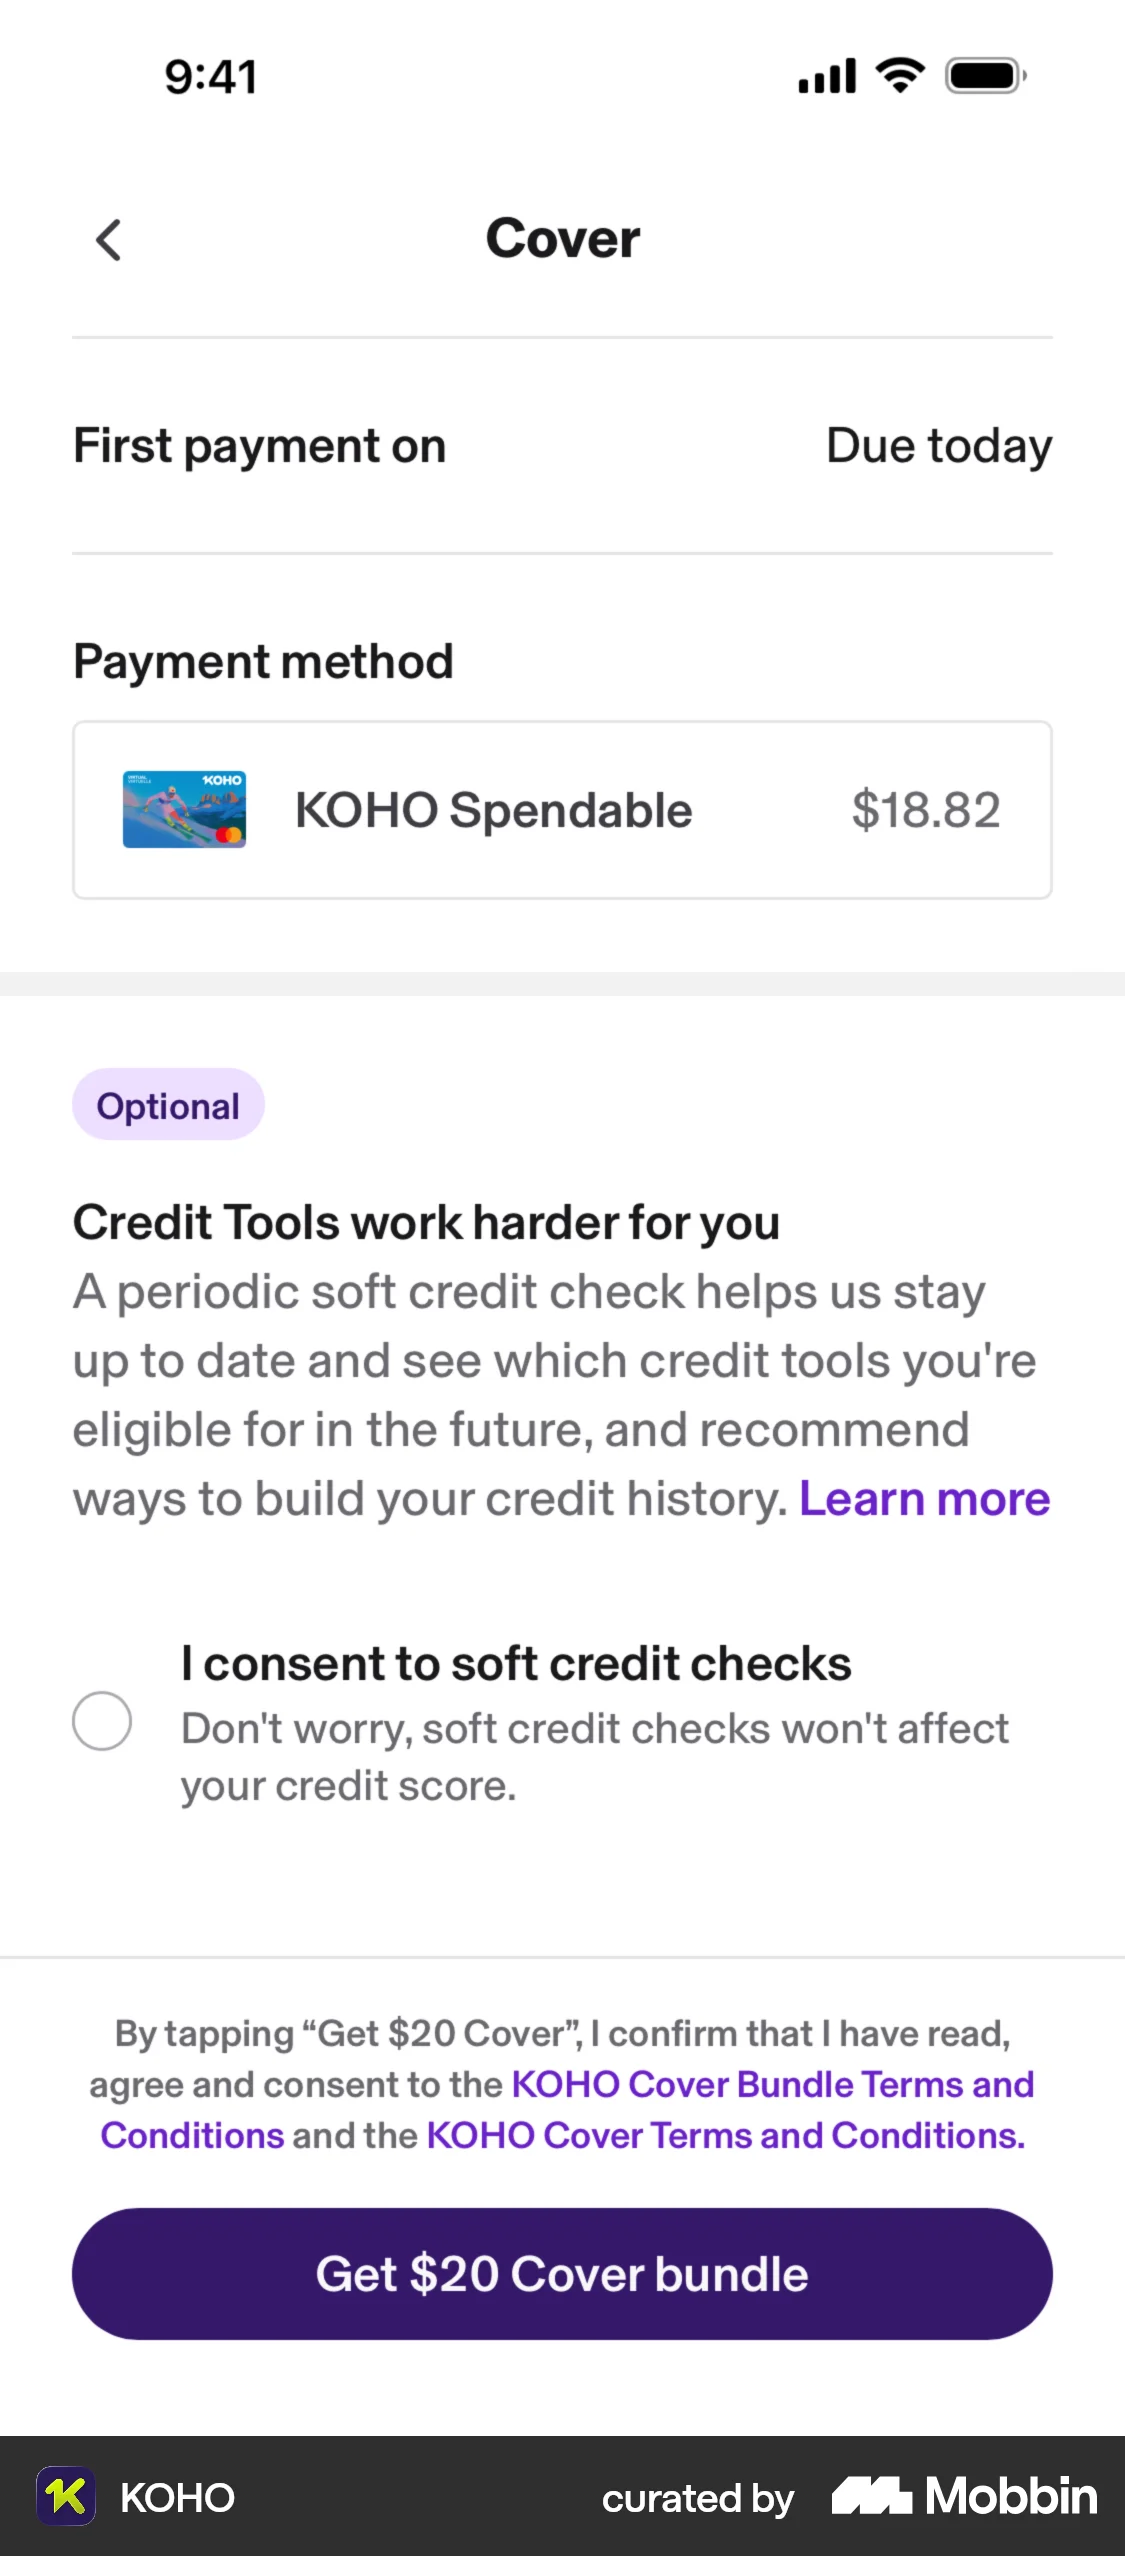 9:41
Cover
First payment on
Due today
Payment method
VIRTUAL
KOHO
KOHO Spendable
$18.82
Optional
Credit Tools work harder for you
A periodic soft credit check helps us stay
up to date and see which credit tools you're
eligible for in the future, and recommend
ways to build your credit history. Learn more
I consent to soft credit checks
Don't worry, soft credit checks won't affect
your credit score.
By tapping “Get $20 Cover”, I confirm that I have read,
agree and consent to the KOHO Cover Bundle Terms and
Conditions and the KOHO Cover Terms and Conditions.
Get $20 Cover bundle
KOHO
curated by
Mobbin